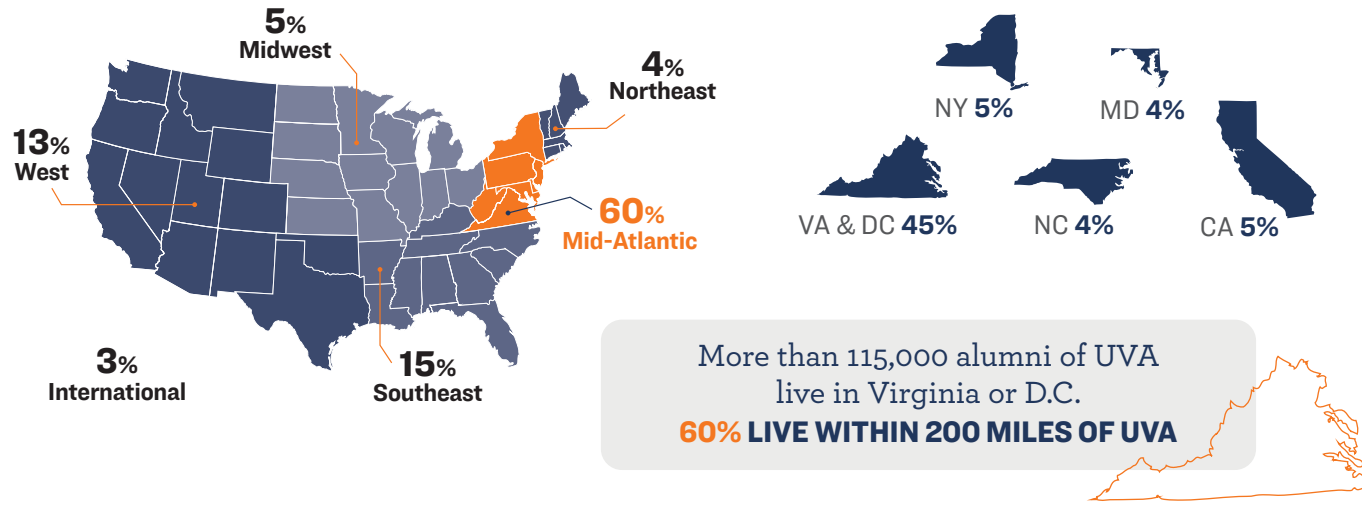 5%
Midwest
4%
Northeast
13%
West
60%
Mid-Atlantic
3%
International
15%
Southeast
NY 5%
MD 4%
VA & DC 45%
NC 4%
CA 5%
More than 115,000 alumni of UVA
live in Virginia or D.C.
60% LIVE WITHIN 200 MILES OF UVA